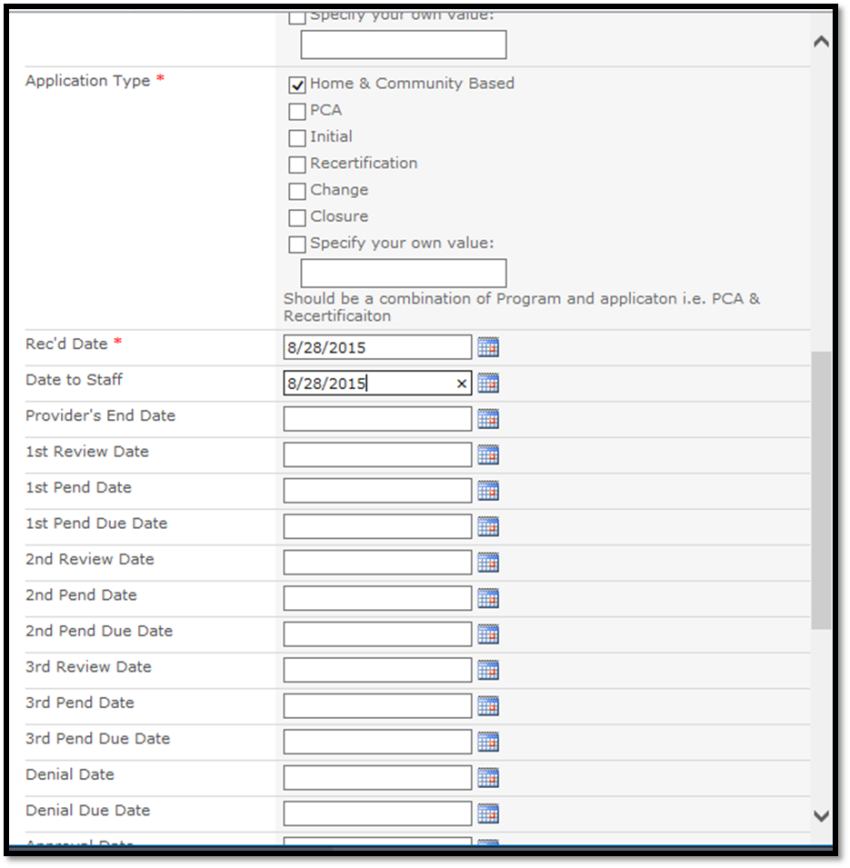 Specify your own value:
Application Type *
Home & Community Based
PCA
Initial
Recertification
Change
Closure
Specify your own value:
Should be a combination of Program and applicaton i.e. PCA &
Recertificaiton
Rec'd Date * 8/28/2015
Date to Staff 8/28/2015 ×
Provider's End Date
1st Review Date
1st Pend Date
1st Pend Due Date
2nd Review Date
2nd Pend Date
2nd Pend Due Date
3rd Review Date
3rd Pend Date
3rd Pend Due Date
Denial Date
Denial Due Date
Approval Date